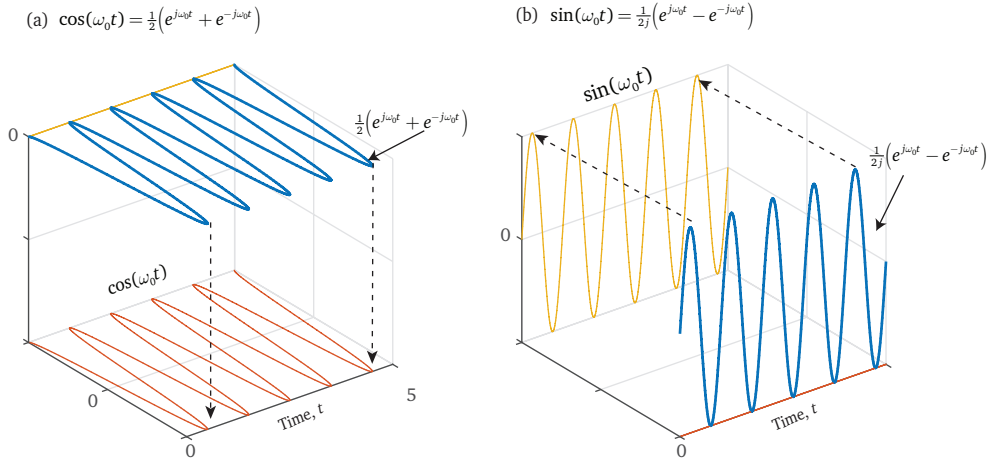 (a) cos(ω₀t) = ½(e^{jω₀t} + e^{−jω₀t})
(b) sin(ω₀t) = 1/2j(e^{jω₀t} − e^{−jω₀t})
0
½(e^{jω₀t} + e^{−jω₀t})
cos(ω₀t)
0
0
Time, t
5
sin(ω₀t)
1/2j(e^{jω₀t} − e^{−jω₀t})
0
0
Time, t